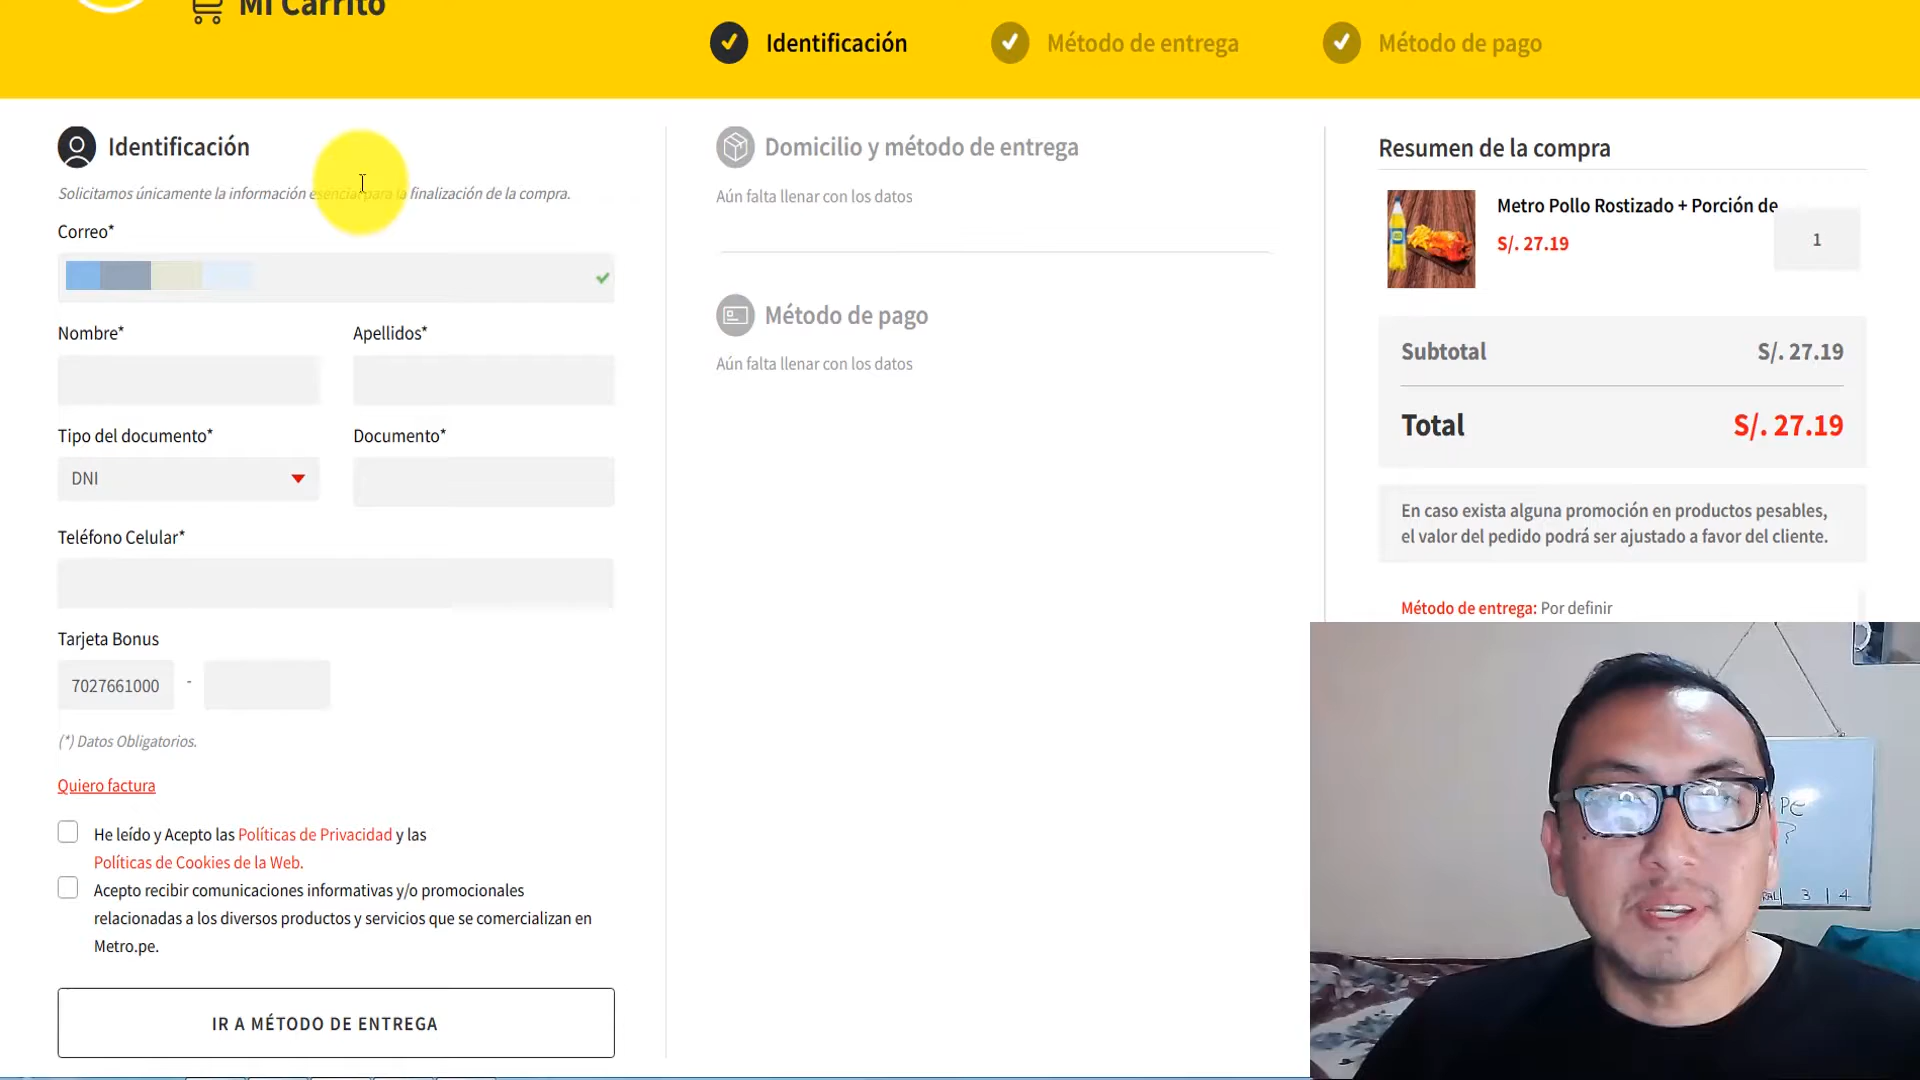 Mi Carrito
Identificación
Método de entrega
Método de pago
Identificación
Solicitamos únicamente la información esencial para la finalización de la compra.
Correo*
Nombre*
Apellidos*
Tipo del documento*
Documento*
DNI
Teléfono Celular*
Tarjeta Bonus
7027661000
-
(*) Datos Obligatorios.
Quiero factura
He leído y Acepto las Políticas de Privacidad y las
Políticas de Cookies de la Web.
Acepto recibir comunicaciones informativas y/o promocionales
relacionadas a los diversos productos y servicios que se comercializan en
Metro.pe.
IR A MÉTODO DE ENTREGA
Domicilio y método de entrega
Aún falta llenar con los datos
Método de pago
Aún falta llenar con los datos
Resumen de la compra
Metro Pollo Rostizado + Porción de
S/. 27.19
1
Subtotal
S/. 27.19
Total
S/. 27.19
En caso exista alguna promoción en productos pesables,
el valor del pedido podrá ser ajustado a favor del cliente.
Método de entrega: Por definir
PE
?
3
4